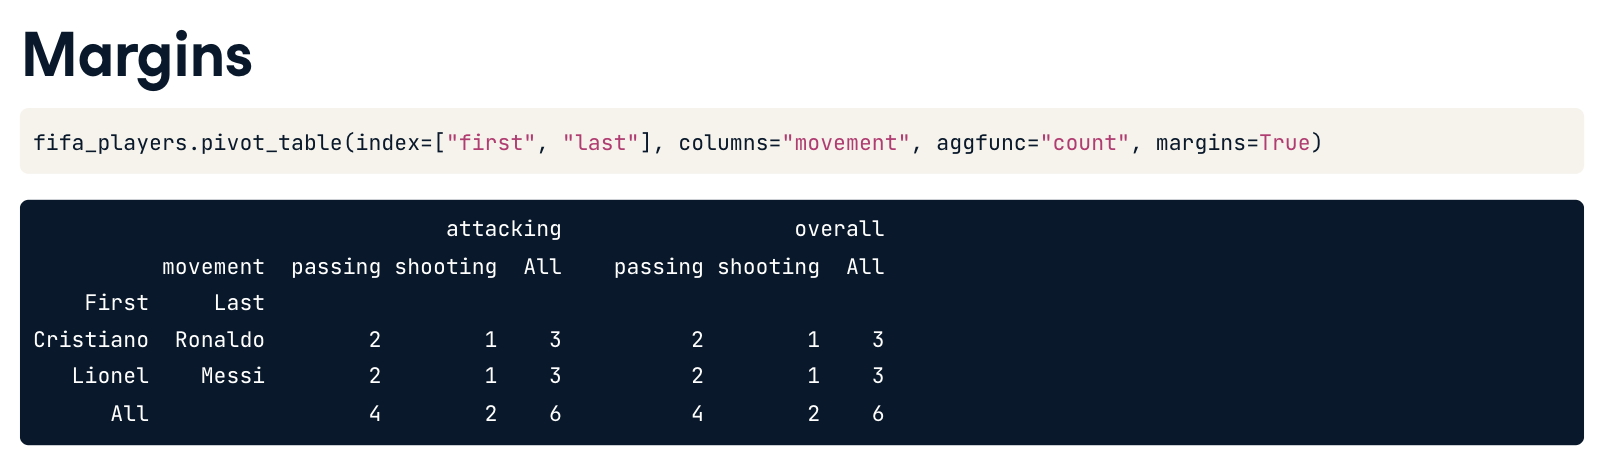 Margins
fifa_players.pivot_table(index=["first", "last"], columns="movement", aggfunc="count", margins=True)
attacking overall
movement passing shooting All passing shooting All
First Last
Cristiano Ronaldo 2 1 3 2 1 3
Lionel Messi 2 1 3 2 1 3
All 4 2 6 4 2 6